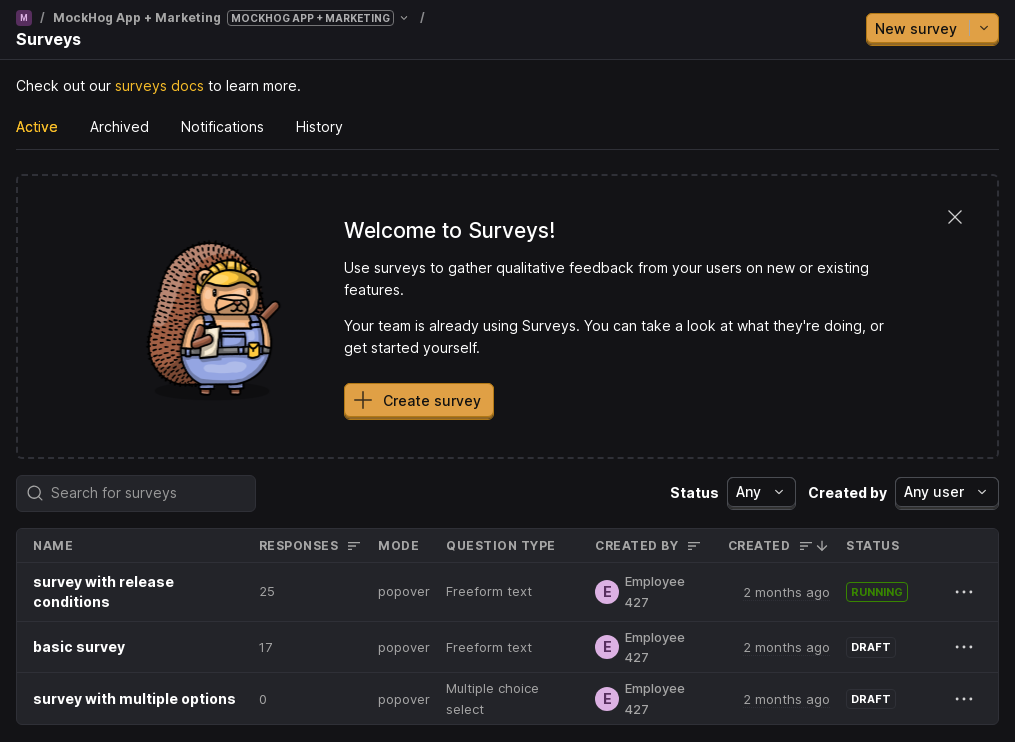 M / MockHog App + Marketing MOCKHOG APP + MARKETING /
Surveys
New survey
Check out our surveys docs to learn more.
Active Archived Notifications History
Welcome to Surveys!
Use surveys to gather qualitative feedback from your users on new or existing
features.
Your team is already using Surveys. You can take a look at what they're doing, or
get started yourself.
Create survey
Search for surveys
Status Any Created by Any user
NAME RESPONSES MODE QUESTION TYPE CREATED BY CREATED STATUS
survey with release
conditions
25 popover Freeform text E Employee
427
2 months ago RUNNING
basic survey 17 popover Freeform text E Employee
427
2 months ago DRAFT
survey with multiple options 0 popover Multiple choice
select
E Employee
427
2 months ago DRAFT